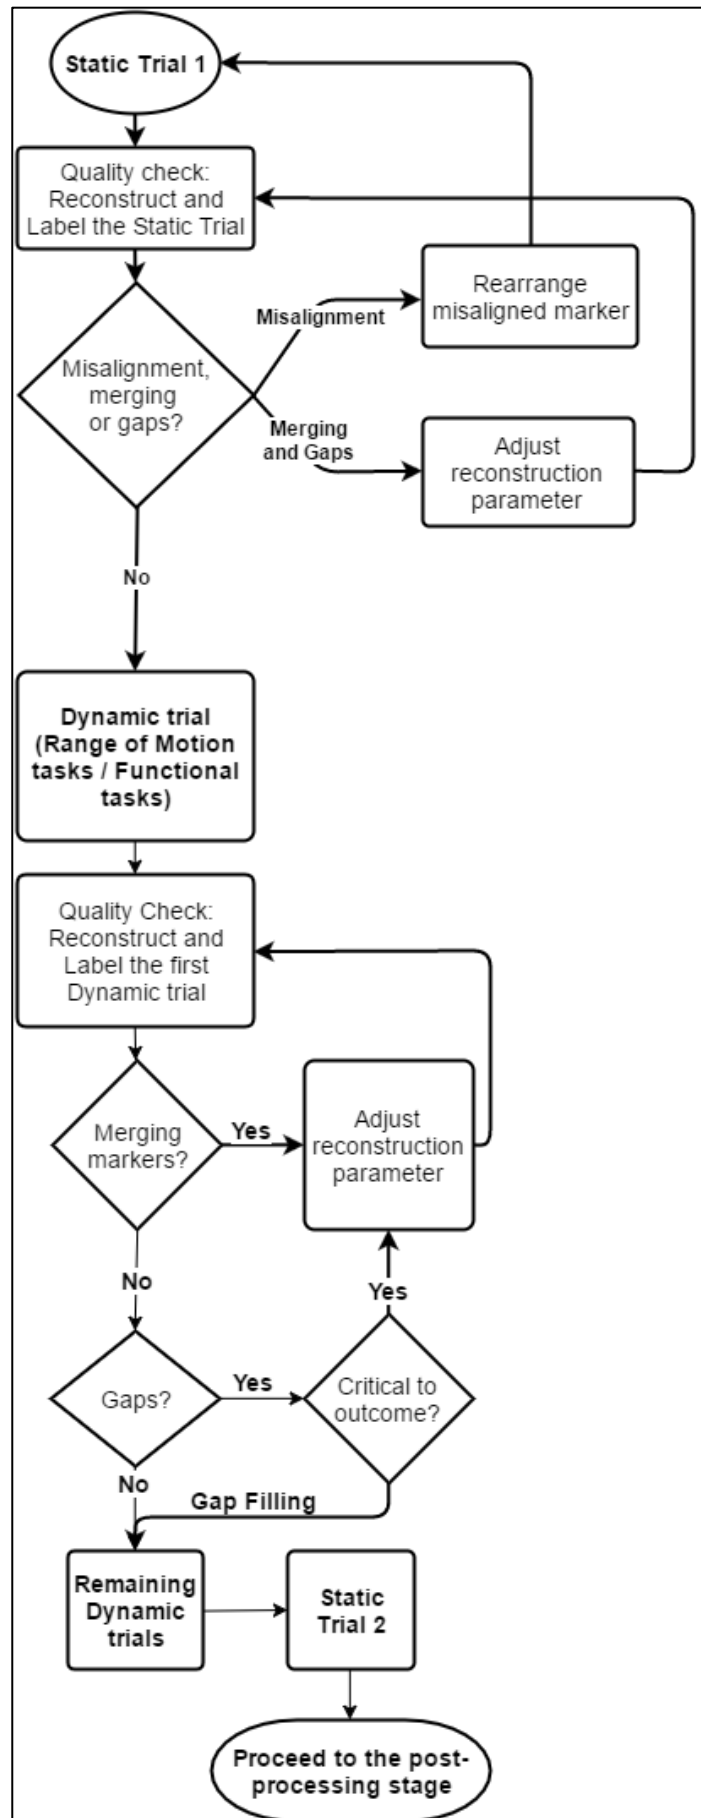 Static Trial 1
Quality check:
Reconstruct and
Label the Static Trial
Rearrange
misaligned marker
Misalignment
Misalignment,
merging
or gaps?
Merging
and Gaps
Adjust
reconstruction
parameter
No
Dynamic trial
(Range of Motion
tasks / Functional
tasks)
Quality Check:
Reconstruct and
Label the first
Dynamic trial
Merging
markers?
Yes
Adjust
reconstruction
parameter
No
Yes
Gaps?
Yes
Critical to
outcome?
No
Gap Filling
Remaining
Dynamic
trials
Static
Trial 2
Proceed to the post-
processing stage